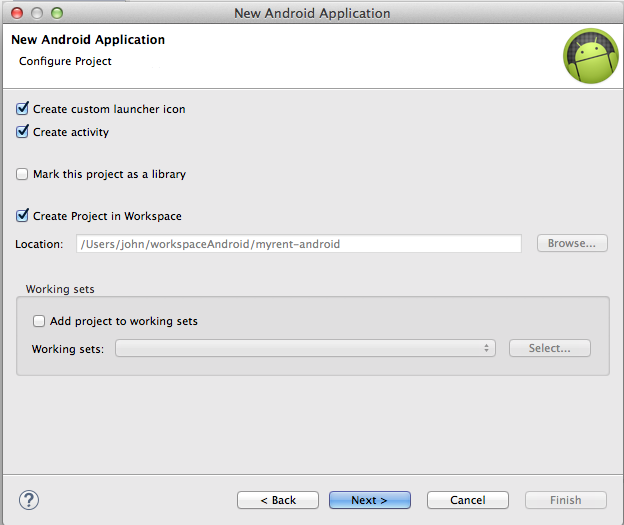 New Android Application
New Android Application
Configure Project
Create custom launcher icon
Create activity
Mark this project as a library
Create Project in Workspace
Location: /Users/john/workspaceAndroid/myrent-android Browse...
Working sets
Add project to working sets
Working sets: Select...
? < Back Next > Cancel Finish